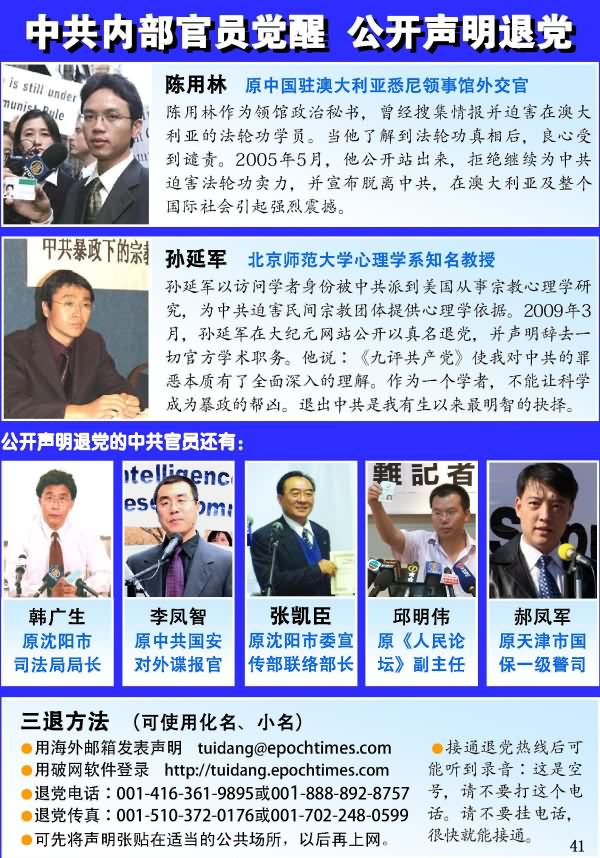 中共内部官员觉醒 公开声明退党
is still under
mmunist Rule
陈用林 原中国驻澳大利亚悉尼领事馆外交官
陈用林作为领馆政治秘书，曾经搜集情报并迫害在澳大
利亚的法轮功学员。当他了解到法轮功真相后，良心受
到谴责。2005年5月，他公开站出来，拒绝继续为中共
迫害法轮功卖力，并宣布脱离中共，在澳大利亚及整个
国际社会引起强烈震撼。
中共暴政下的宗教
孙延军 北京师范大学心理学系知名教授
孙延军以访问学者身份被中共派到美国从事宗教心理学研
究，为中共迫害民间宗教团体提供心理学依据。2009年3
月，孙延军在大纪元网站公开以真名退党，并声明辞去一
切官方学术职务。他说：《九评共产党》使我对中共的罪
恶本质有了全面深入的理解。作为一个学者，不能让科学
成为暴政的帮凶。退出中共是我有生以来最明智的抉择。
公开声明退党的中共官员还有：
ntelligence
ese Comm
難記者
韩广生
原沈阳市
司法局局长
李凤智
原中共国安
对外谍报官
张凯臣
原沈阳市委宣
传部联络部长
邱明伟
原《人民论
坛》副主任
郝凤军
原天津市国
保一级警司
三退方法 （可使用化名、小名）
●用海外邮箱发表声明 tuidang@epochtimes.com
●用破网软件登录 http://tuidang.epochtimes.com
●退党电话：001-416-361-9895或001-888-892-8757
●退党传真：001-510-372-0176或001-702-248-0599
●可先将声明张贴在适当的公共场所，以后再上网。
●接通退党热线后可
能听到录音：这是空
号，请不要打这个电
话。请不要挂电话，
很快就能接通。
41